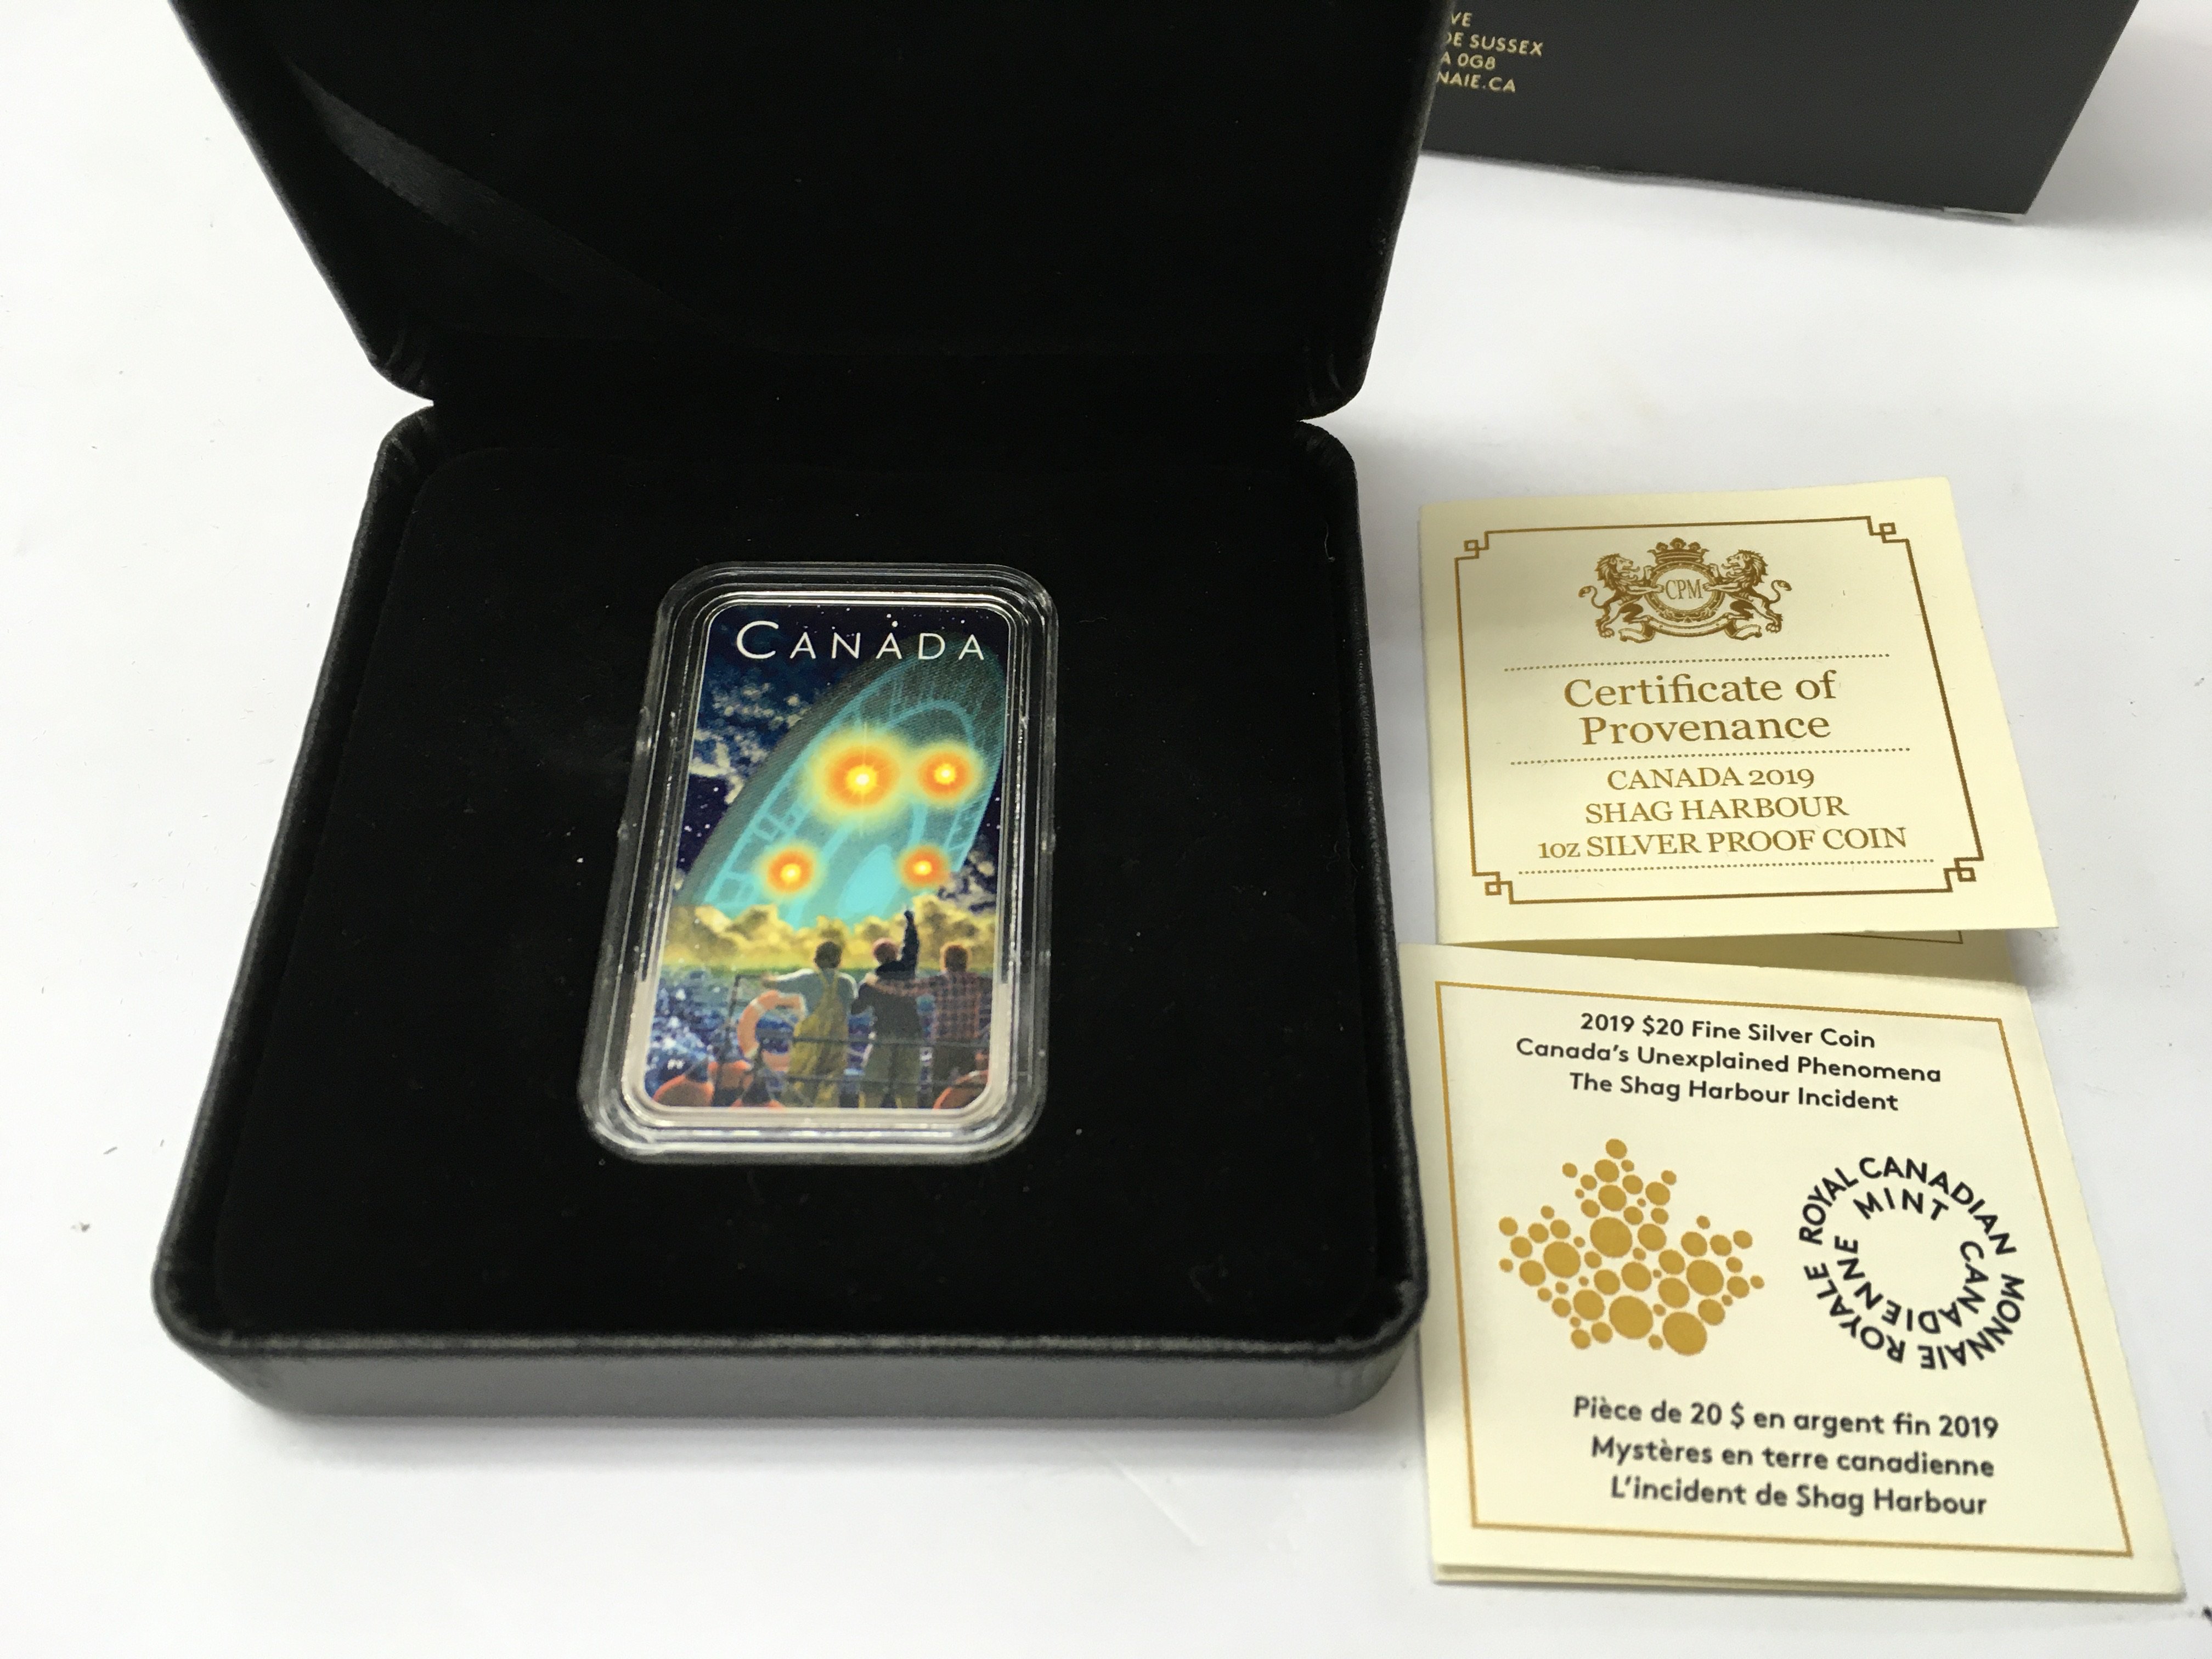 DE SUSSEX
0G8
CANADA
CPM
Certificate of
Provenance
CANADA 2019
SHAG HARBOUR
1oz SILVER PROOF COIN
2019 $20 Fine Silver Coin
Canada's Unexplained Phenomena
The Shag Harbour Incident
ROYAL CANADIAN MINT
MONNAIE ROYALE CANADIENNE
Pièce de 20 $ en argent fin 2019
Mystères en terre canadienne
L'incident de Shag Harbour